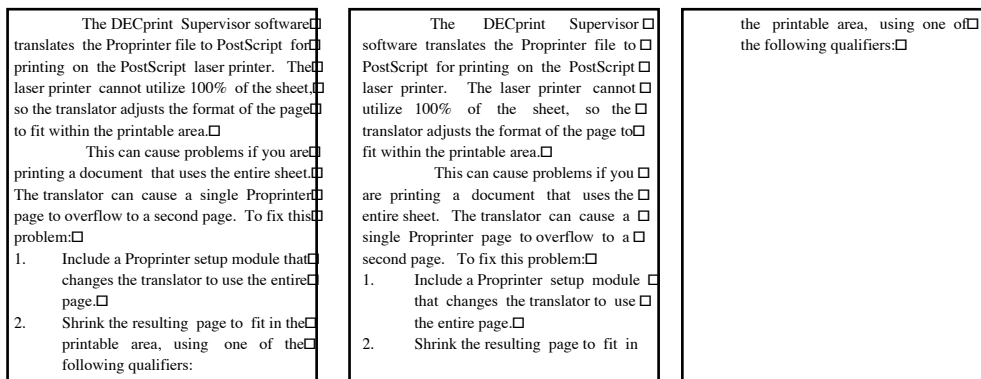 The DECprint Supervisor software□
translates the Proprinter file to PostScript for□
printing on the PostScript laser printer. The□
laser printer cannot utilize 100% of the sheet,□
so the translator adjusts the format of the page□
to fit within the printable area.□
This can cause problems if you are□
printing a document that uses the entire sheet.□
The translator can cause a single Proprinter□
page to overflow to a second page. To fix this□
problem:□
1. Include a Proprinter setup module that□
changes the translator to use the entire□
page.□
2. Shrink the resulting page to fit in the□
printable area, using one of the□
following qualifiers:
The DECprint Supervisor □
software translates the Proprinter file to □
PostScript for printing on the PostScript □
laser printer. The laser printer cannot □
utilize 100% of the sheet, so the □
translator adjusts the format of the page to□
fit within the printable area.□
This can cause problems if you □
are printing a document that uses the □
entire sheet. The translator can cause a □
single Proprinter page to overflow to a □
second page. To fix this problem:□
1. Include a Proprinter setup module □
that changes the translator to use □
the entire page.□
2. Shrink the resulting page to fit in
the printable area, using one of□
the following qualifiers:□